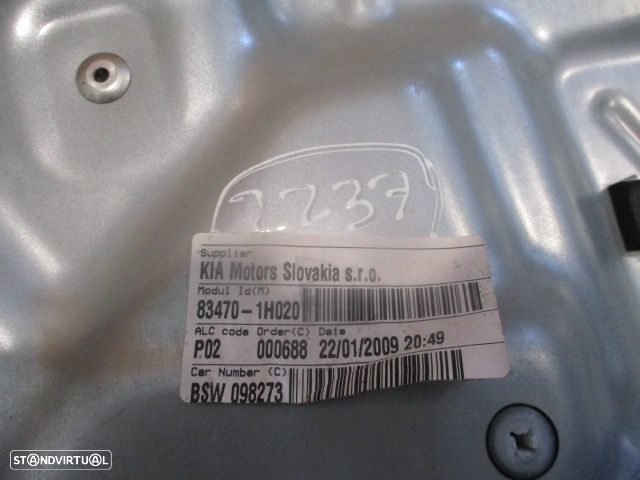 2237
Supplier
KIA Motors Slovakia s.r.o.
Modul Id(M)
83470-1H020
ALC code Order(C) Date
P02 000688 22/01/2009 20:49
Car Number (C)
BSW 098273
STANDVIRTUAL